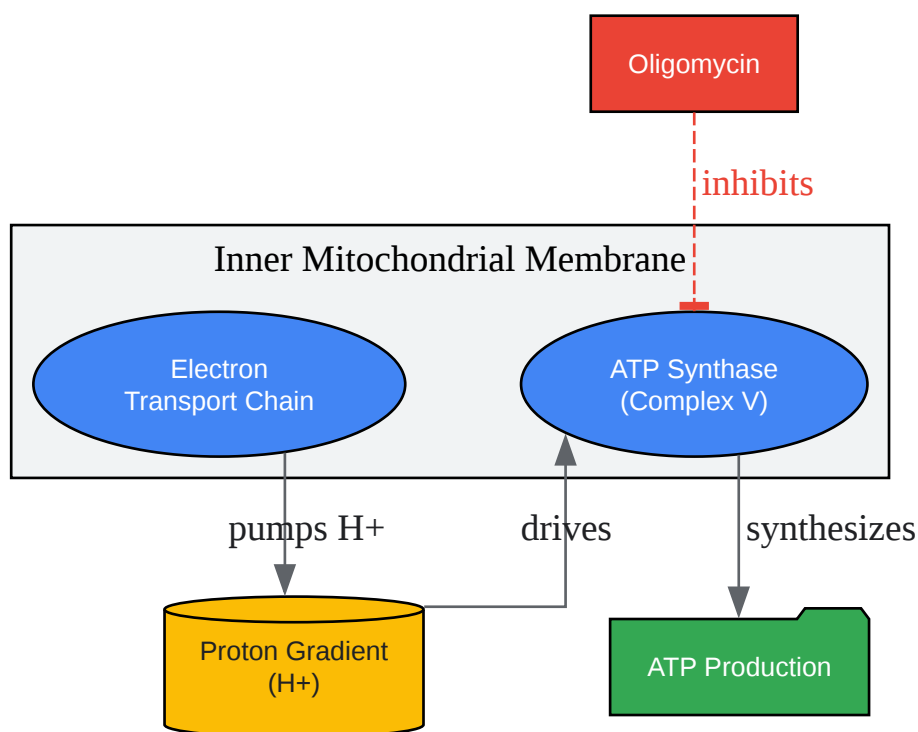 Oligomycin
inhibits
Inner Mitochondrial Membrane
Electron
Transport Chain
ATP Synthase
(Complex V)
pumps H+
drives
synthesizes
Proton Gradient
(H+)
ATP Production